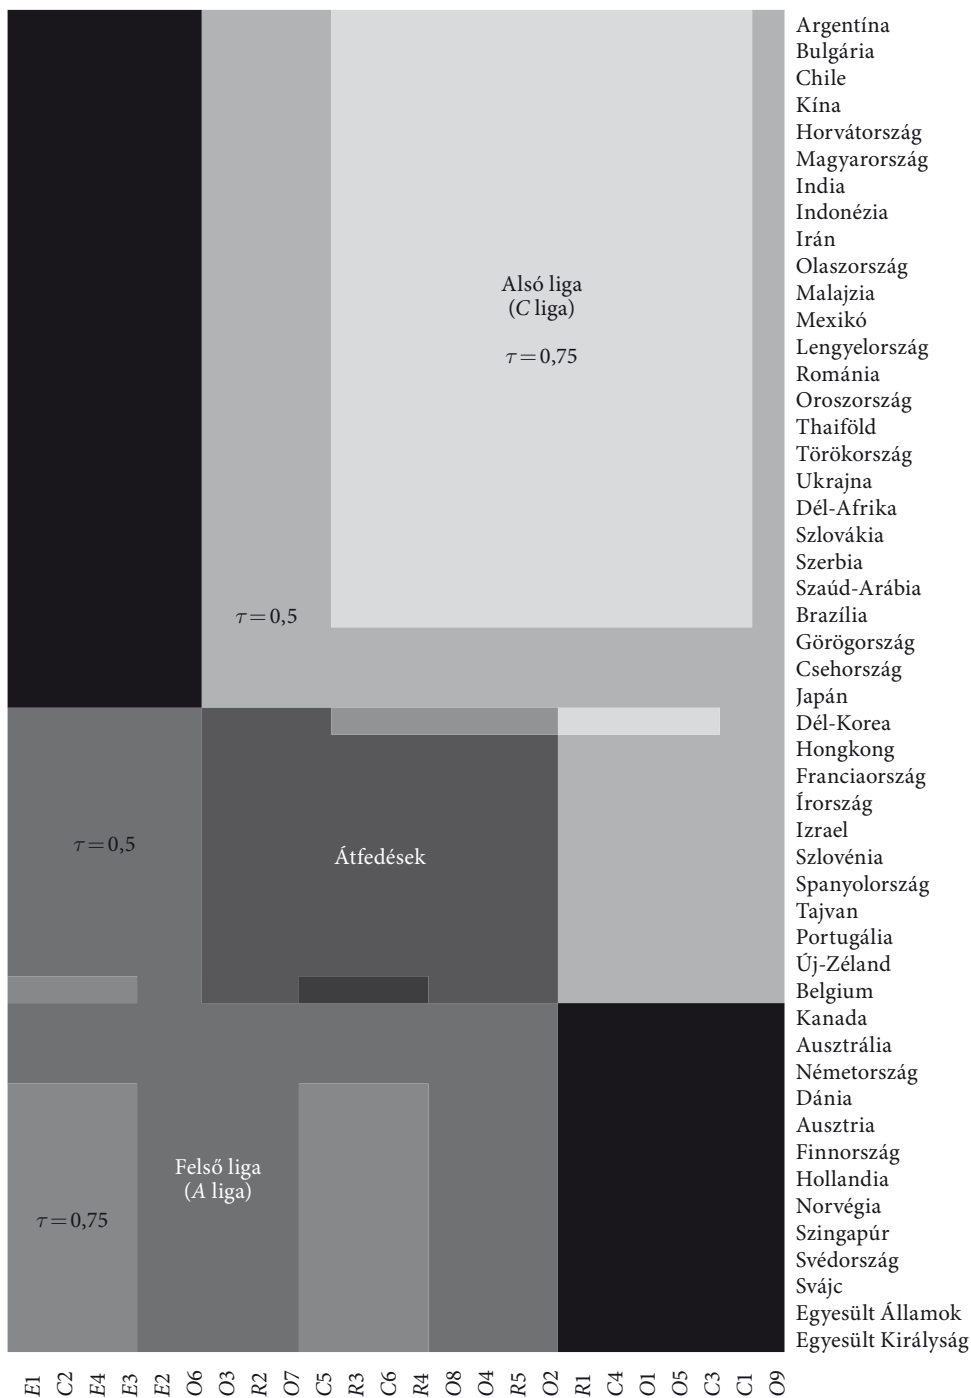 Argentína
Bulgária
Chile
Kína
Horvátország
Magyarország
India
Indonézia
Irán
Olaszország
Malajzia
Mexikó
Lengyelország
Románia
Oroszország
Thaiföld
Törökország
Ukrajna
Dél-Afrika
Szlovákia
Szerbia
Szaúd-Arábia
Brazília
Görögország
Csehország
Japán
Dél-Korea
Hongkong
Franciaország
Írország
Izrael
Szlovénia
Spanyolország
Tajvan
Portugália
Új-Zéland
Belgium
Kanada
Ausztrália
Németország
Dánia
Ausztria
Finnország
Hollandia
Norvégia
Szingapúr
Svédország
Svájc
Egyesült Államok
Egyesült Királyság
Alsó liga
(C liga)
τ = 0,75
τ = 0,5
τ = 0,5
Átfedések
Felső liga
(A liga)
τ = 0,75
E1
C2
E4
E3
E2
O6
O3
R2
O7
C5
R3
C6
R4
O8
O4
R5
O2
R1
C4
O1
O5
C3
C1
O9